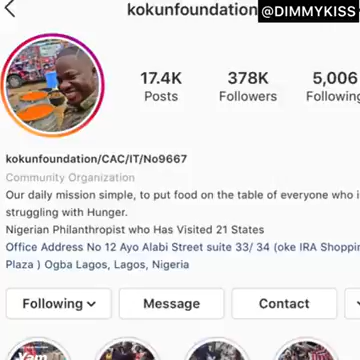 kokunfoundation
@DIMMYKISS
17.4K 378K 5,006
Posts Followers Following
kokunfoundation/CAC/IT/No9667
Community Organization
Our daily mission simple, to put food on the table of everyone who i
struggling with Hunger.
Nigerian Philanthropist who Has Visited 21 States
Office Address No 12 Ayo Alabi Street suite 33/ 34 (oke IRA Shoppin
Plaza ) Ogba Lagos, Lagos, Nigeria
Following Message Contact
Yam